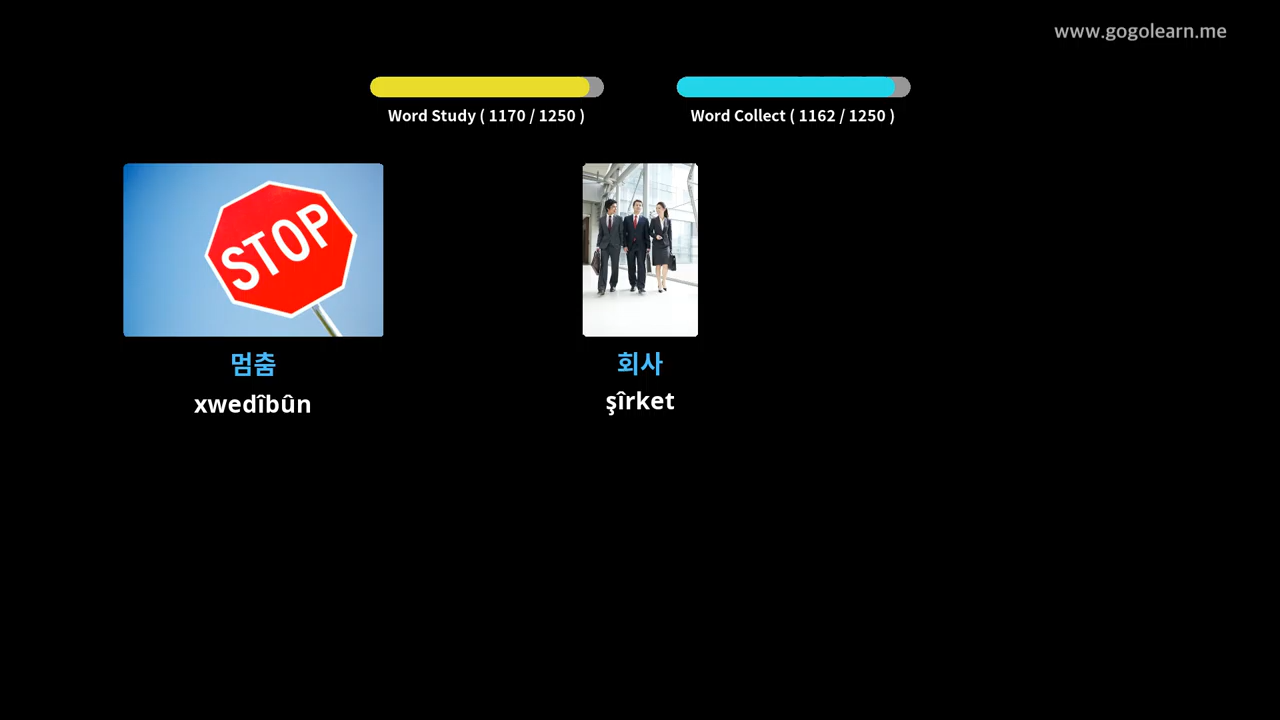 www.gogolearn.me
Word Study ( 1170 / 1250 )
Word Collect ( 1162 / 1250 )
STOP
멈춤
xwedîbûn
회사
şîrket